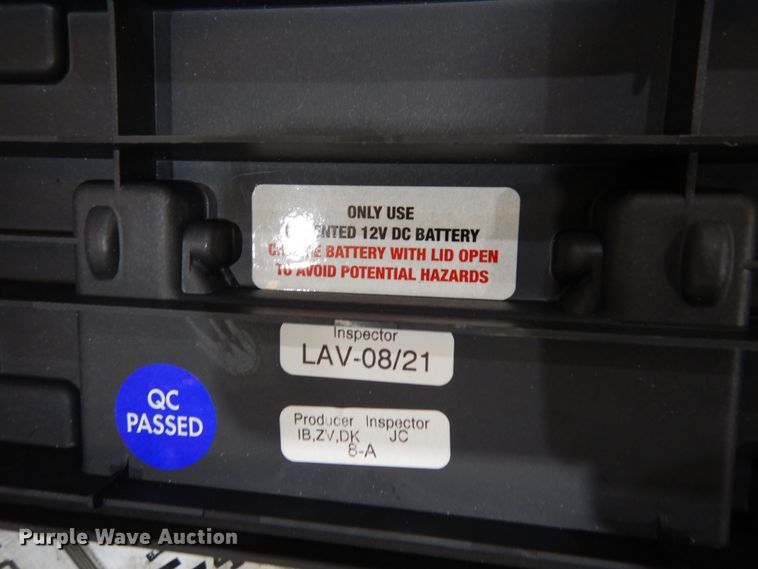 ONLY USE
12V DC BATTERY
BATTERY WITH LID OPEN
TO AVOID POTENTIAL HAZARDS
Inspector
LAV-08/21
QC
PASSED
Producer Inspector
IB,ZV,DK JC
8-A
Purple Wave Auction